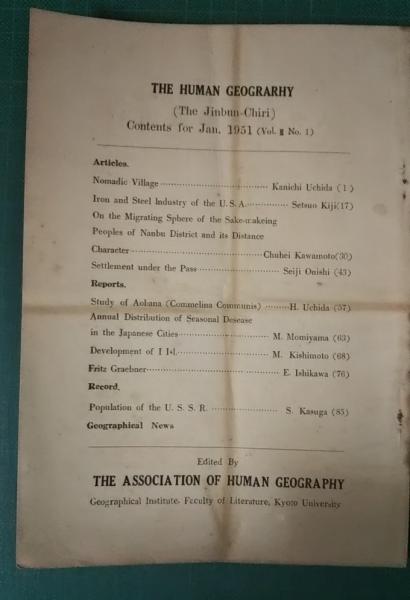 THE HUMAN GEOGRARHY
(The Jinbun-Chiri)
Contents for Jan. 1951 (Vol. Ⅲ No. 1)
Articles.
Nomadic Village ........................ Kanichi Uchida (1)
Iron and Steel Industry of the U.S.A. ............ Setsuo Kiji(17)
On the Migrating Sphere of the Sake-makeing
Peoples of Nanbu District and its Distance
Character ........................ Chuhei Kawamoto(30)
Settlement under the Pass ........................ Seiji Onishi (43)
Reports.
Study of Aobana (Commelina Communis) ......... H. Uchida (57)
Annual Distribution of Seasonal Desease
in the Japanese Cities ........................ M. Momiyama (63)
Development of ........................ M. Kishimoto (68)
Fritz Graebner ........................ E. Ishikawa (76)
Record.
Population of the U. S. S. R. .................. S. Kasuga (85)
Geographical News
Edited By
THE ASSOCIATION OF HUMAN GEOGRAPHY
Geographical Institute, Faculty of Literature, Kyoto University